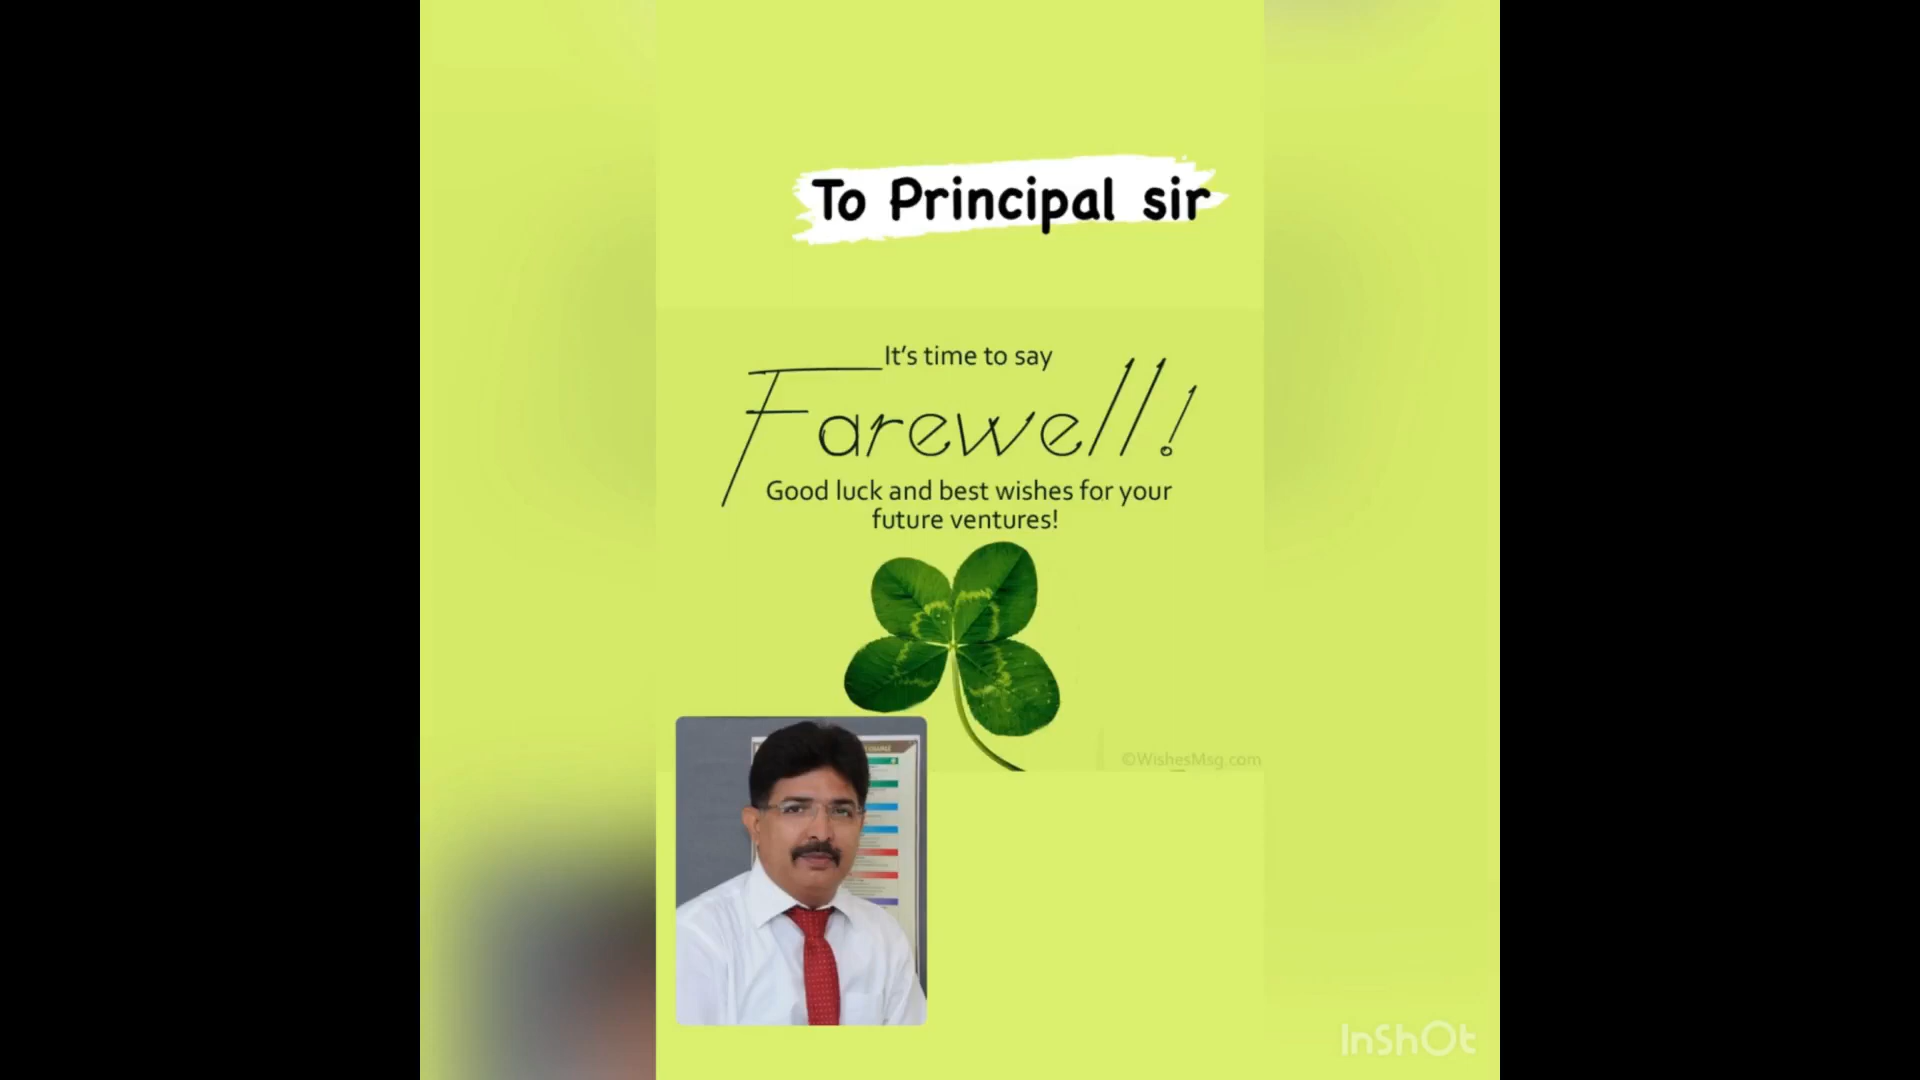 To Principal sir
It's time to say
Farewell!
Good luck and best wishes for your
future ventures!
©WishesMsg.com
InShOt